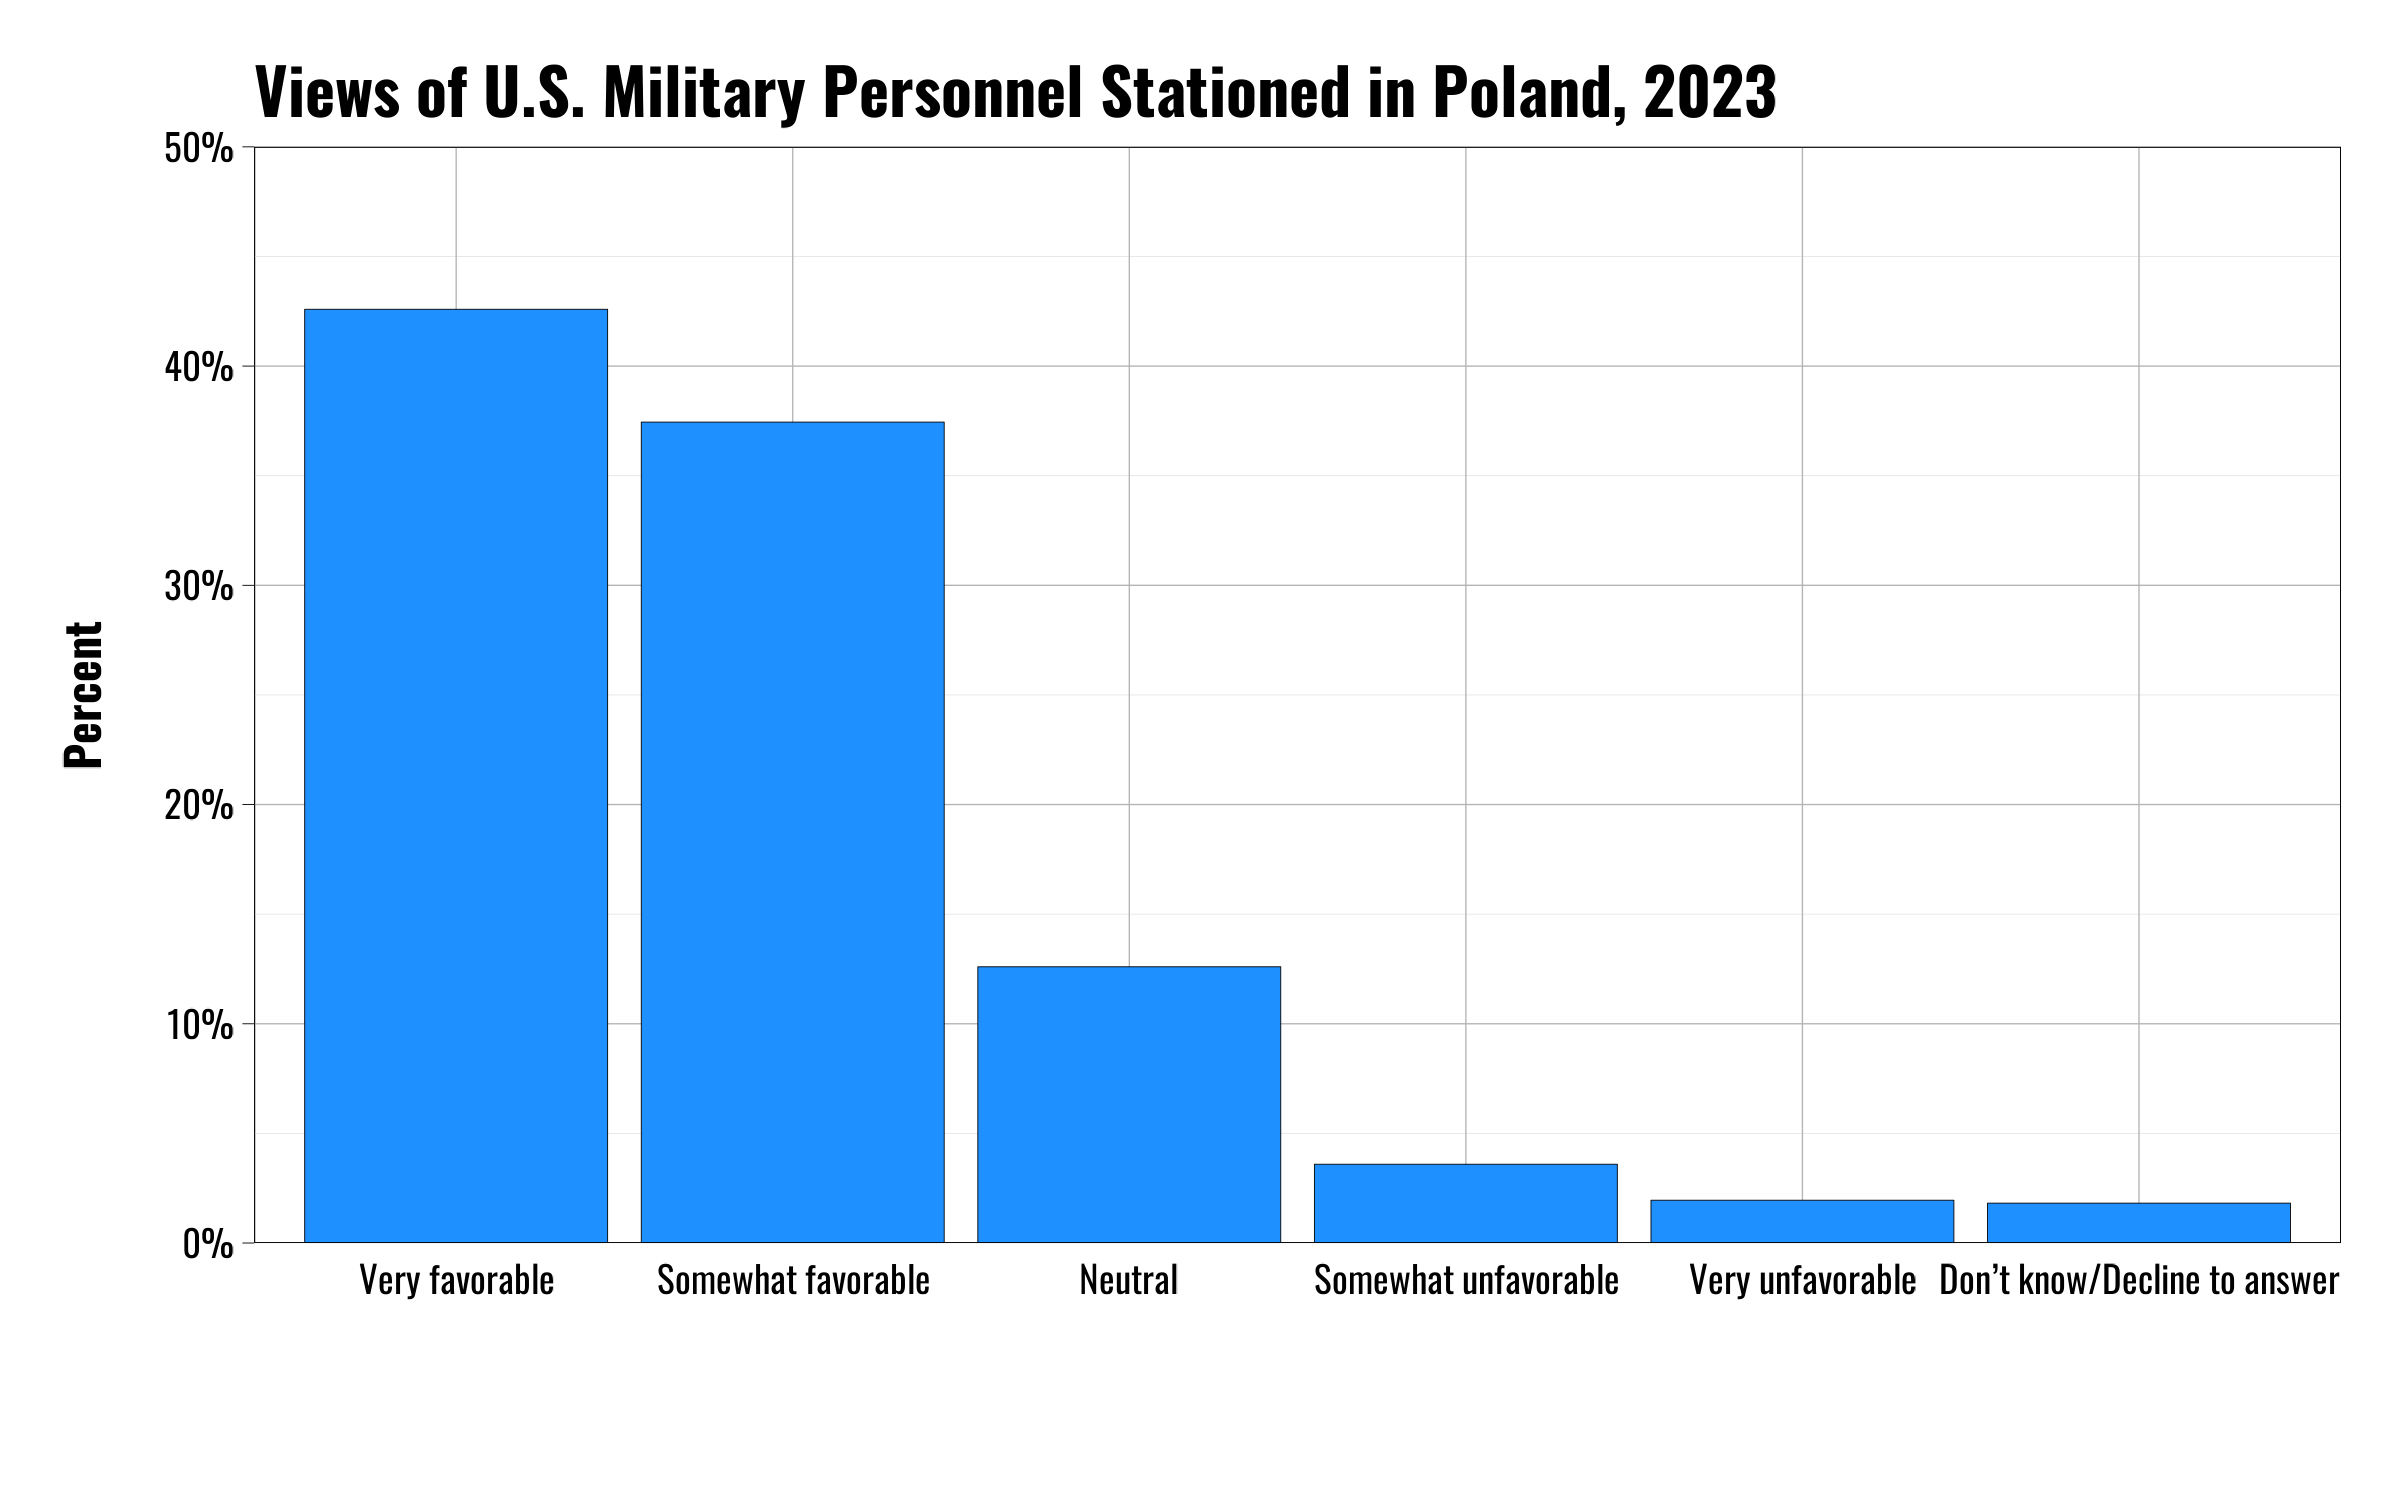 Views of U.S. Military Personnel Stationed in Poland, 2023
50%
40%
30%
20%
10%
0%
Percent
Very favorable
Somewhat favorable
Neutral
Somewhat unfavorable
Very unfavorable
Don’t know/Decline to answer